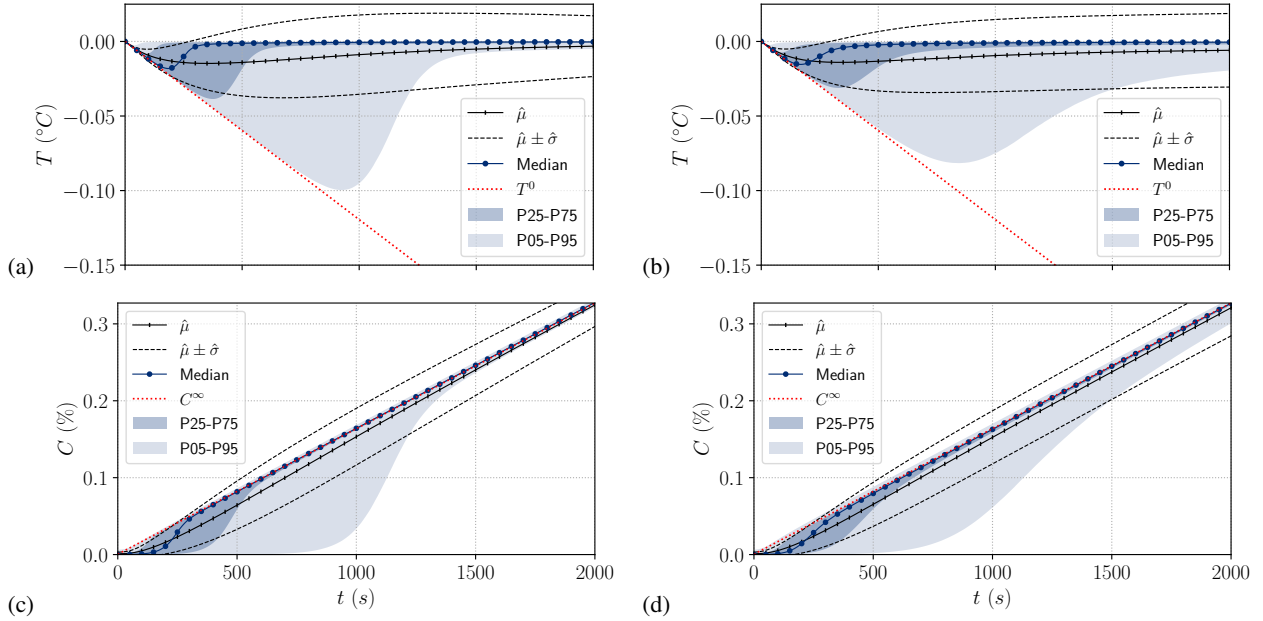 0.00
−0.05
−0.10
−0.15
T (°C)
μ̂
μ̂ ± σ̂
Median
T⁰
P25-P75
P05-P95
(a)
0.00
−0.05
−0.10
−0.15
T (°C)
μ̂
μ̂ ± σ̂
Median
T⁰
P25-P75
P05-P95
(b)
0.3
0.2
0.1
0.0
C (%)
μ̂
μ̂ ± σ̂
Median
C^∞
P25-P75
P05-P95
0 500 1000 1500 2000
t (s)
(c)
0.3
0.2
0.1
0.0
C (%)
μ̂
μ̂ ± σ̂
Median
C^∞
P25-P75
P05-P95
0 500 1000 1500 2000
t (s)
(d)